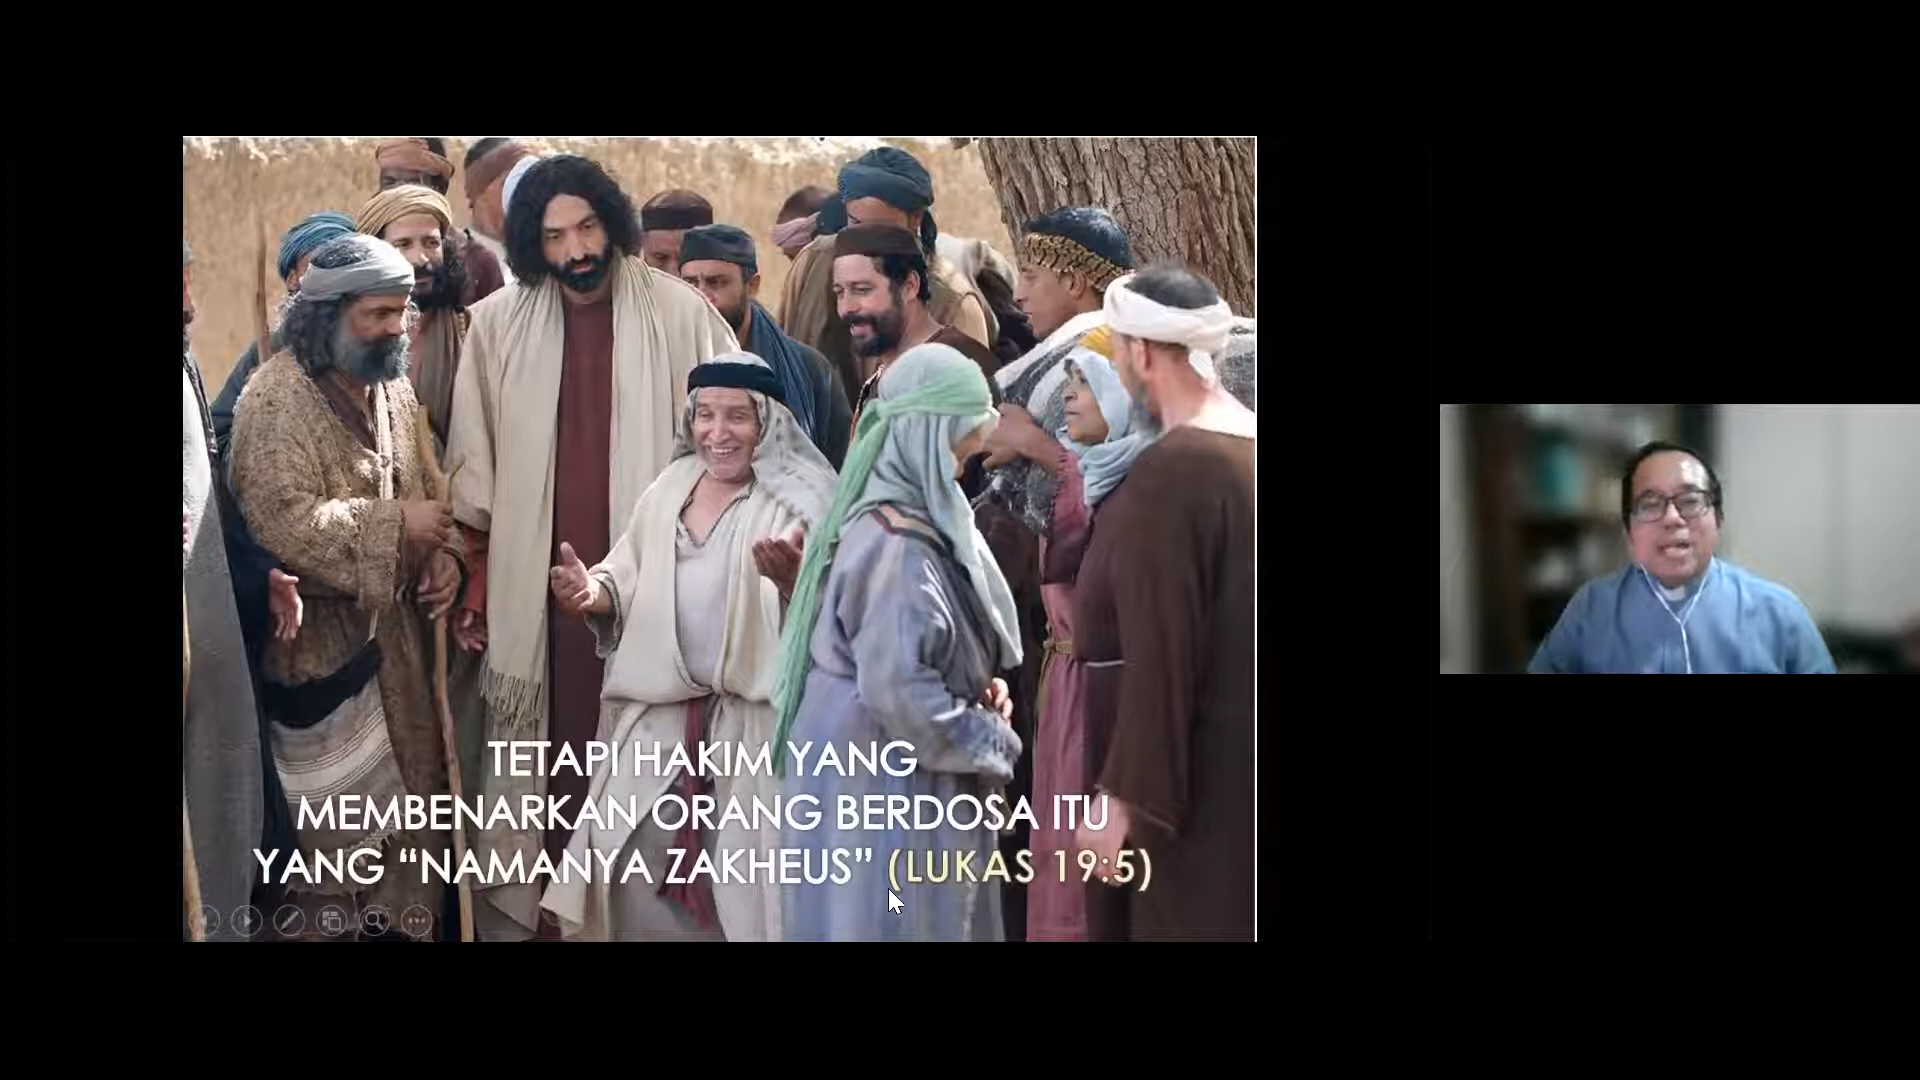 TETAPI HAKIM YANG
MEMBENARKAN ORANG BERDOSA ITU
YANG “NAMANYA ZAKHEUS” (LUKAS 19:5)